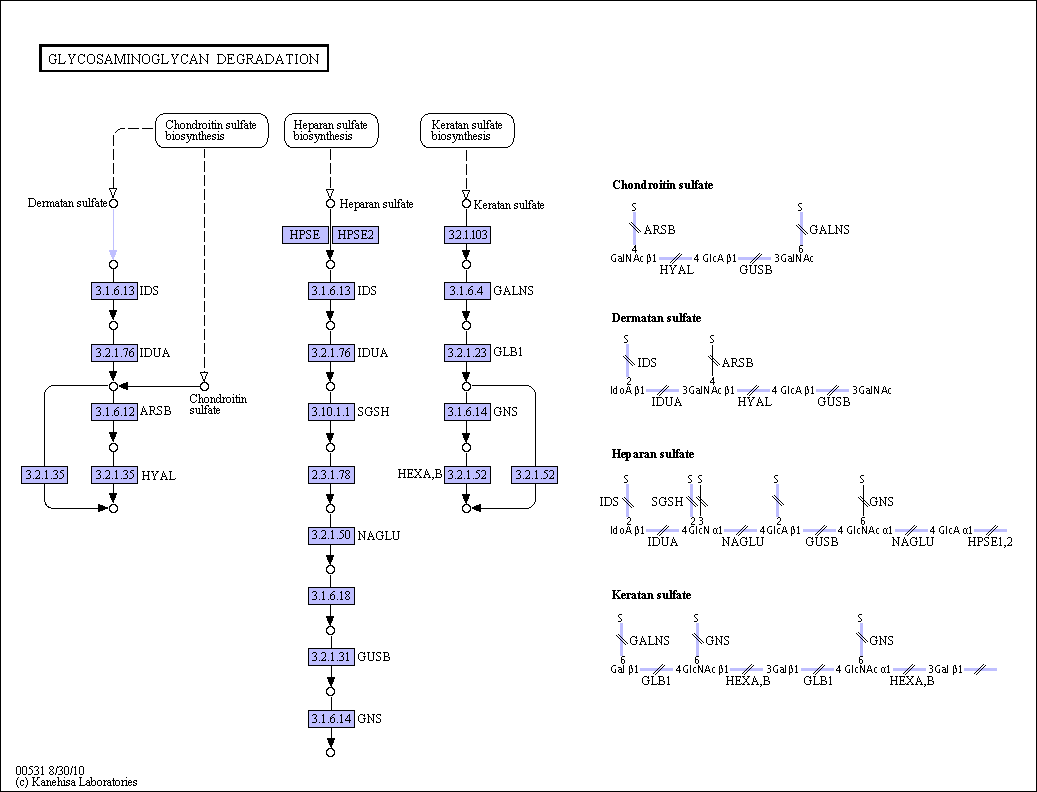 GLYCOSAMINOGLYCAN DEGRADATION
Chondroitin sulfate
biosynthesis
Heparan sulfate
biosynthesis
Keratan sulfate
biosynthesis
Dermatan sulfate
Heparan sulfate
Keratan sulfate
HPSE
HPSE2
3.2.1.103
3.1.6.13
IDS
3.1.6.13
IDS
3.1.6.4
GALNS
3.2.1.76
IDUA
3.2.1.76
IDUA
3.2.1.23
GLB1
Chondroitin
sulfate
3.1.6.12
ARSB
3.10.1.1
SGSH
3.1.6.14
GNS
3.2.1.35
3.2.1.35
HYAL
2.3.1.78
HEXA,B
3.2.1.52
3.2.1.52
3.2.1.50
NAGLU
3.1.6.18
3.2.1.31
GUSB
3.1.6.14
GNS
Chondroitin sulfate
S
S
ARSB
GALNS
4
6
GalNAc β1
4 GlcA β1
3GalNAc
HYAL
GUSB
Dermatan sulfate
S
S
IDS
ARSB
2
4
IdoA β1
3GalNAc β1
4 GlcA β1
3GalNAc
IDUA
HYAL
GUSB
Heparan sulfate
S
S
S
S
S
IDS
SGSH
GNS
2
2
3
2
6
IdoA β1
4GlcN α1
4GlcA β1
4 GlcNAc α1
4 GlcA α1
IDUA
NAGLU
GUSB
NAGLU
HPSE1,2
Keratan sulfate
S
S
S
GALNS
GNS
GNS
6
6
6
Gal β1
4GlcNAc β1
3Galβ1
4 GlcNAc α1
3Gal β1
GLB1
HEXA,B
GLB1
HEXA,B
00531 8/30/10
(c) Kanehisa Laboratories